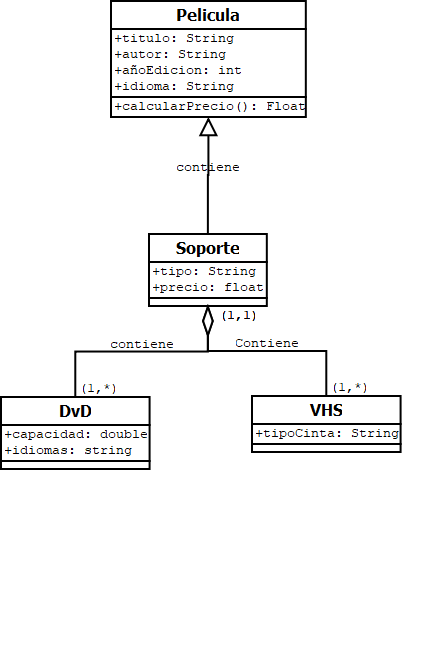 Pelicula
+titulo: String
+autor: String
+añoEdicion: int
+idioma: String
+calcularPrecio(): Float
contiene
Soporte
+tipo: String
+precio: float
(1,1)
contiene
Contiene
(1,*)
(1,*)
DvD
+capacidad: double
+idiomas: string
VHS
+tipoCinta: String